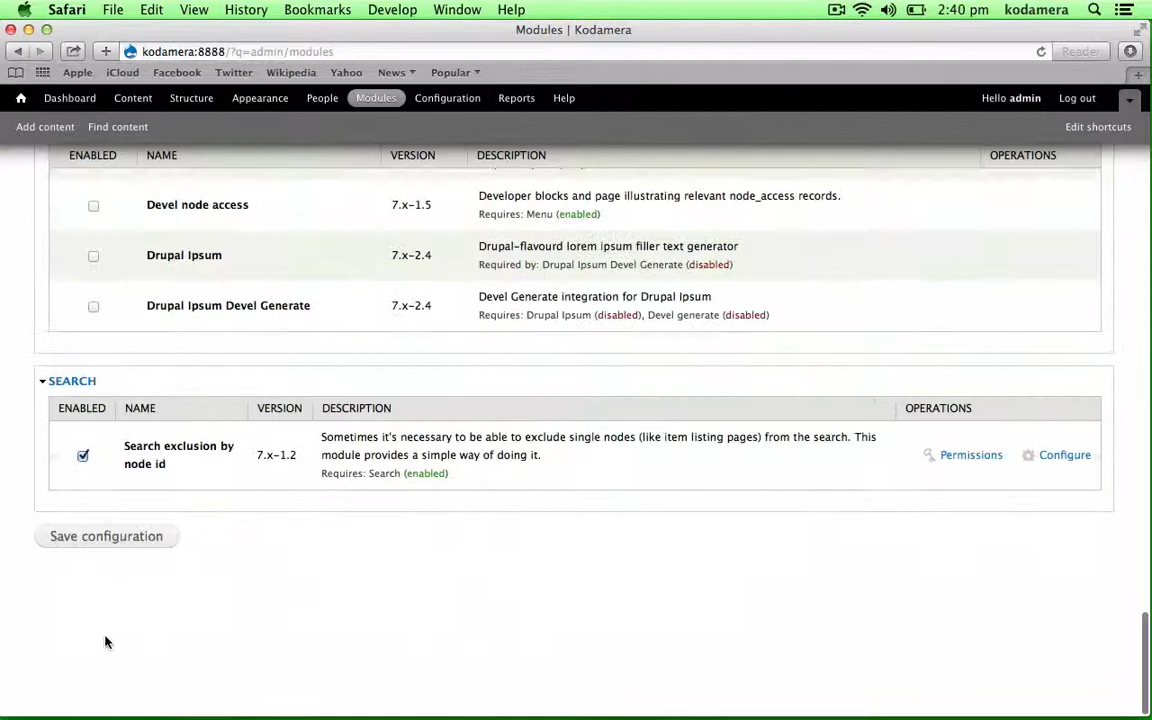 Safari File Edit View History Bookmarks Develop Window Help 2:40 pm kodamera
Modules | Kodamera
kodamera:8888/?q=admin/modules Reader
Apple iCloud Facebook Twitter Wikipedia Yahoo News Popular
Dashboard Content Structure Appearance People Modules Configuration Reports Help Hello admin Log out
Add content Find content Edit shortcuts
ENABLED NAME VERSION DESCRIPTION OPERATIONS
Devel node access 7.x-1.5 Developer blocks and page illustrating relevant node_access records.
Requires: Menu (enabled)
Drupal Ipsum 7.x-2.4 Drupal-flavourd lorem ipsum filler text generator
Required by: Drupal Ipsum Devel Generate (disabled)
Drupal Ipsum Devel Generate 7.x-2.4 Devel Generate integration for Drupal Ipsum
Requires: Drupal Ipsum (disabled), Devel generate (disabled)
SEARCH
ENABLED NAME VERSION DESCRIPTION OPERATIONS
Search exclusion by node id 7.x-1.2 Sometimes it's necessary to be able to exclude single nodes (like item listing pages) from the search. This
module provides a simple way of doing it.
Requires: Search (enabled)
Permissions Configure
Save configuration